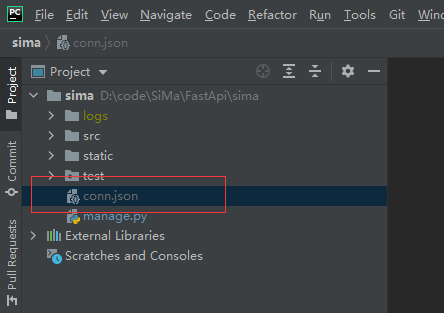 PC File Edit View Navigate Code Refactor Run Tools Git Window
sima conn.json
Project
sima D:\code\SiMa\FastApi\sima
logs
src
static
test
conn.json
manage.py
External Libraries
Scratches and Consoles
Project
Commit
Pull Requests